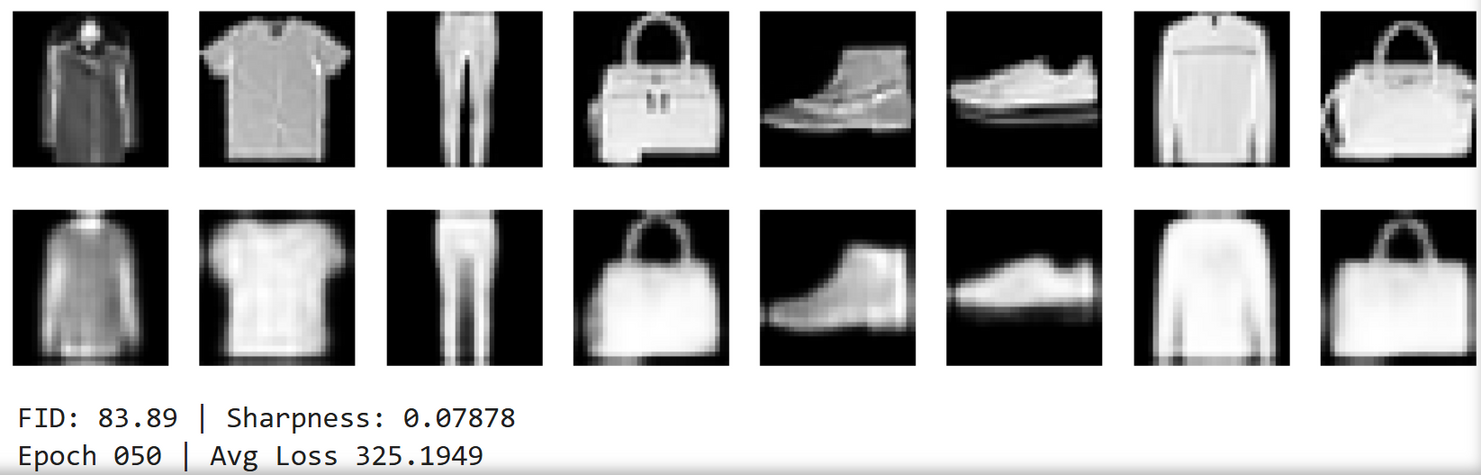 FID: 83.89 | Sharpness: 0.07878
Epoch 050 | Avg Loss 325.1949